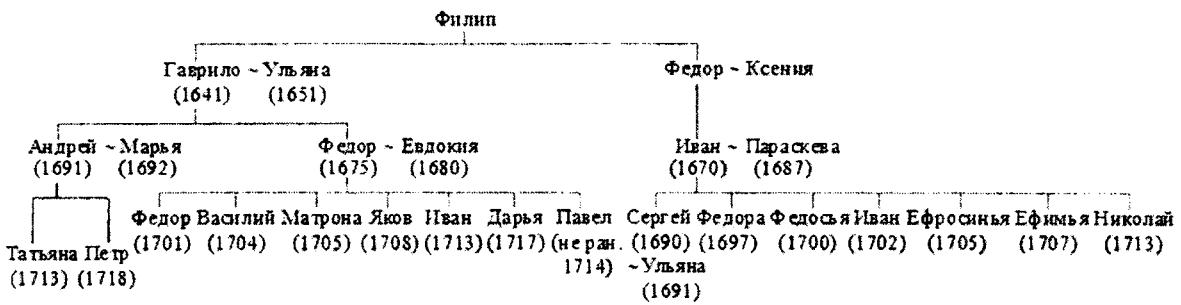 Филип
Гаврило ~ Ульяна Федор ~ Ксения
(1641) (1651)
Андрей ~ Марья Федор ~ Евдокия Иван ~ Параскева
(1691) (1692) (1675) (1680) (1670) (1687)
Федор Василий Матрона Яков Иван Дарья Павел Сергей Федора Федосья Иван Ефросинья Ефимья Николай
(1701) (1704) (1705) (1708) (1713) (1717) (не ран. (1690) (1697) (1700) (1702) (1705) (1707) (1713)
Татьяна Петр 1714) ~Ульяна
(1713) (1718) (1691)